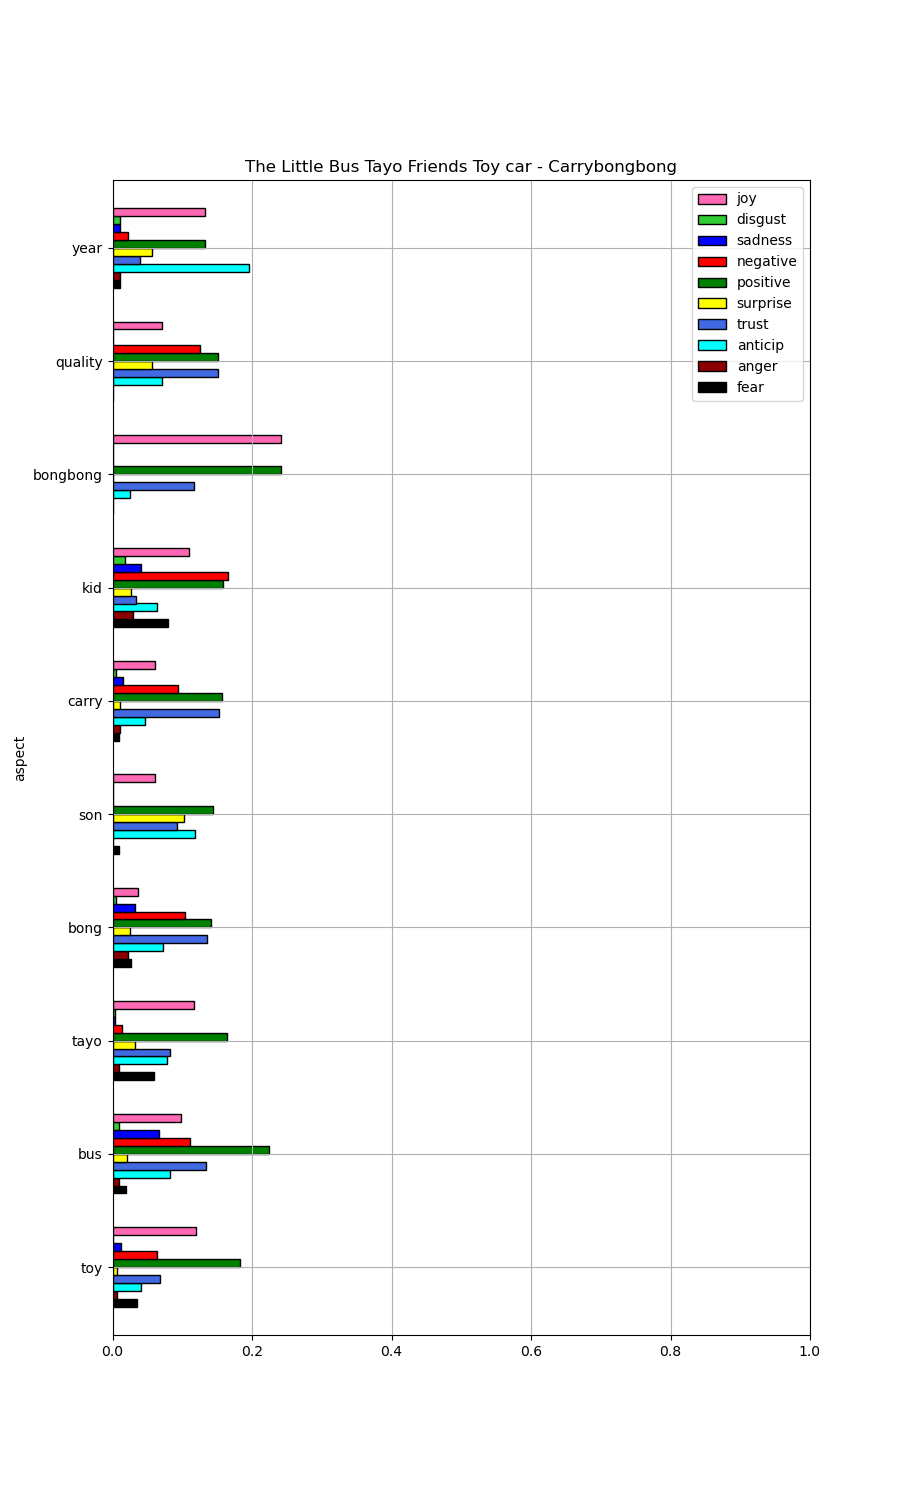 The Little Bus Tayo Friends Toy car - Carrybongbong
joy
disgust
sadness
negative
positive
surprise
trust
anticip
anger
fear
year
quality
bongbong
kid
carry
son
bong
tayo
bus
toy
aspect
0.0 0.2 0.4 0.6 0.8 1.0